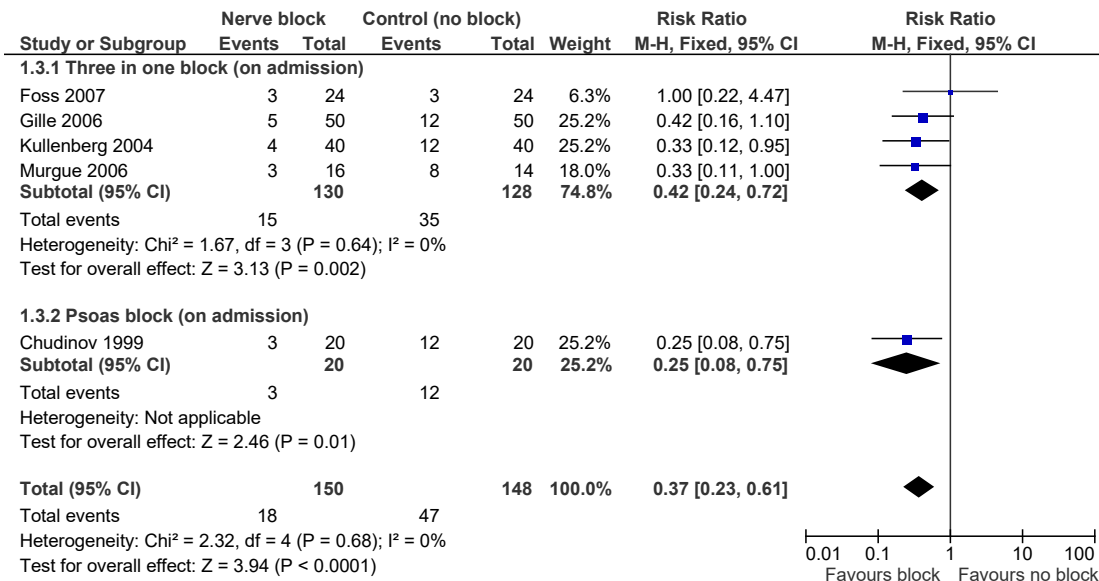 Nerve block Control (no block) Risk Ratio Risk Ratio
Study or Subgroup Events Total Events Total Weight M-H, Fixed, 95% CI M-H, Fixed, 95% CI
1.3.1 Three in one block (on admission)
Foss 2007 3 24 3 24 6.3% 1.00 [0.22, 4.47]
Gille 2006 5 50 12 50 25.2% 0.42 [0.16, 1.10]
Kullenberg 2004 4 40 12 40 25.2% 0.33 [0.12, 0.95]
Murgue 2006 3 16 8 14 18.0% 0.33 [0.11, 1.00]
Subtotal (95% CI) 130 128 74.8% 0.42 [0.24, 0.72]
Total events 15 35
Heterogeneity: Chi² = 1.67, df = 3 (P = 0.64); I² = 0%
Test for overall effect: Z = 3.13 (P = 0.002)
1.3.2 Psoas block (on admission)
Chudinov 1999 3 20 12 20 25.2% 0.25 [0.08, 0.75]
Subtotal (95% CI) 20 20 25.2% 0.25 [0.08, 0.75]
Total events 3 12
Heterogeneity: Not applicable
Test for overall effect: Z = 2.46 (P = 0.01)
Total (95% CI) 150 148 100.0% 0.37 [0.23, 0.61]
Total events 18 47
Heterogeneity: Chi² = 2.32, df = 4 (P = 0.68); I² = 0%
Test for overall effect: Z = 3.94 (P < 0.0001)
0.01 0.1 1 10 100
Favours block Favours no block